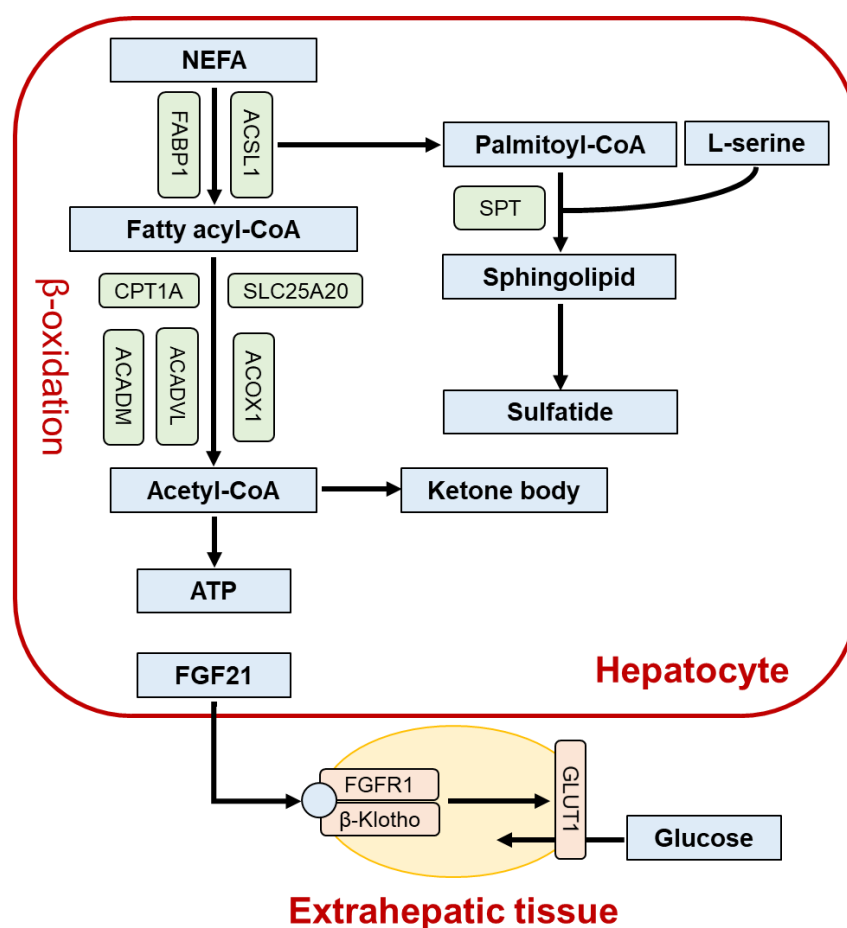 NEFA
FABP1
ACSL1
Palmitoyl-CoA
L-serine
SPT
Fatty acyl-CoA
Sphingolipid
β-oxidation
CPT1A
SLC25A20
ACADM
ACADVL
ACOX1
Sulfatide
Acetyl-CoA
Ketone body
ATP
FGF21
Hepatocyte
FGFR1
β-Klotho
GLUT1
Glucose
Extrahepatic tissue